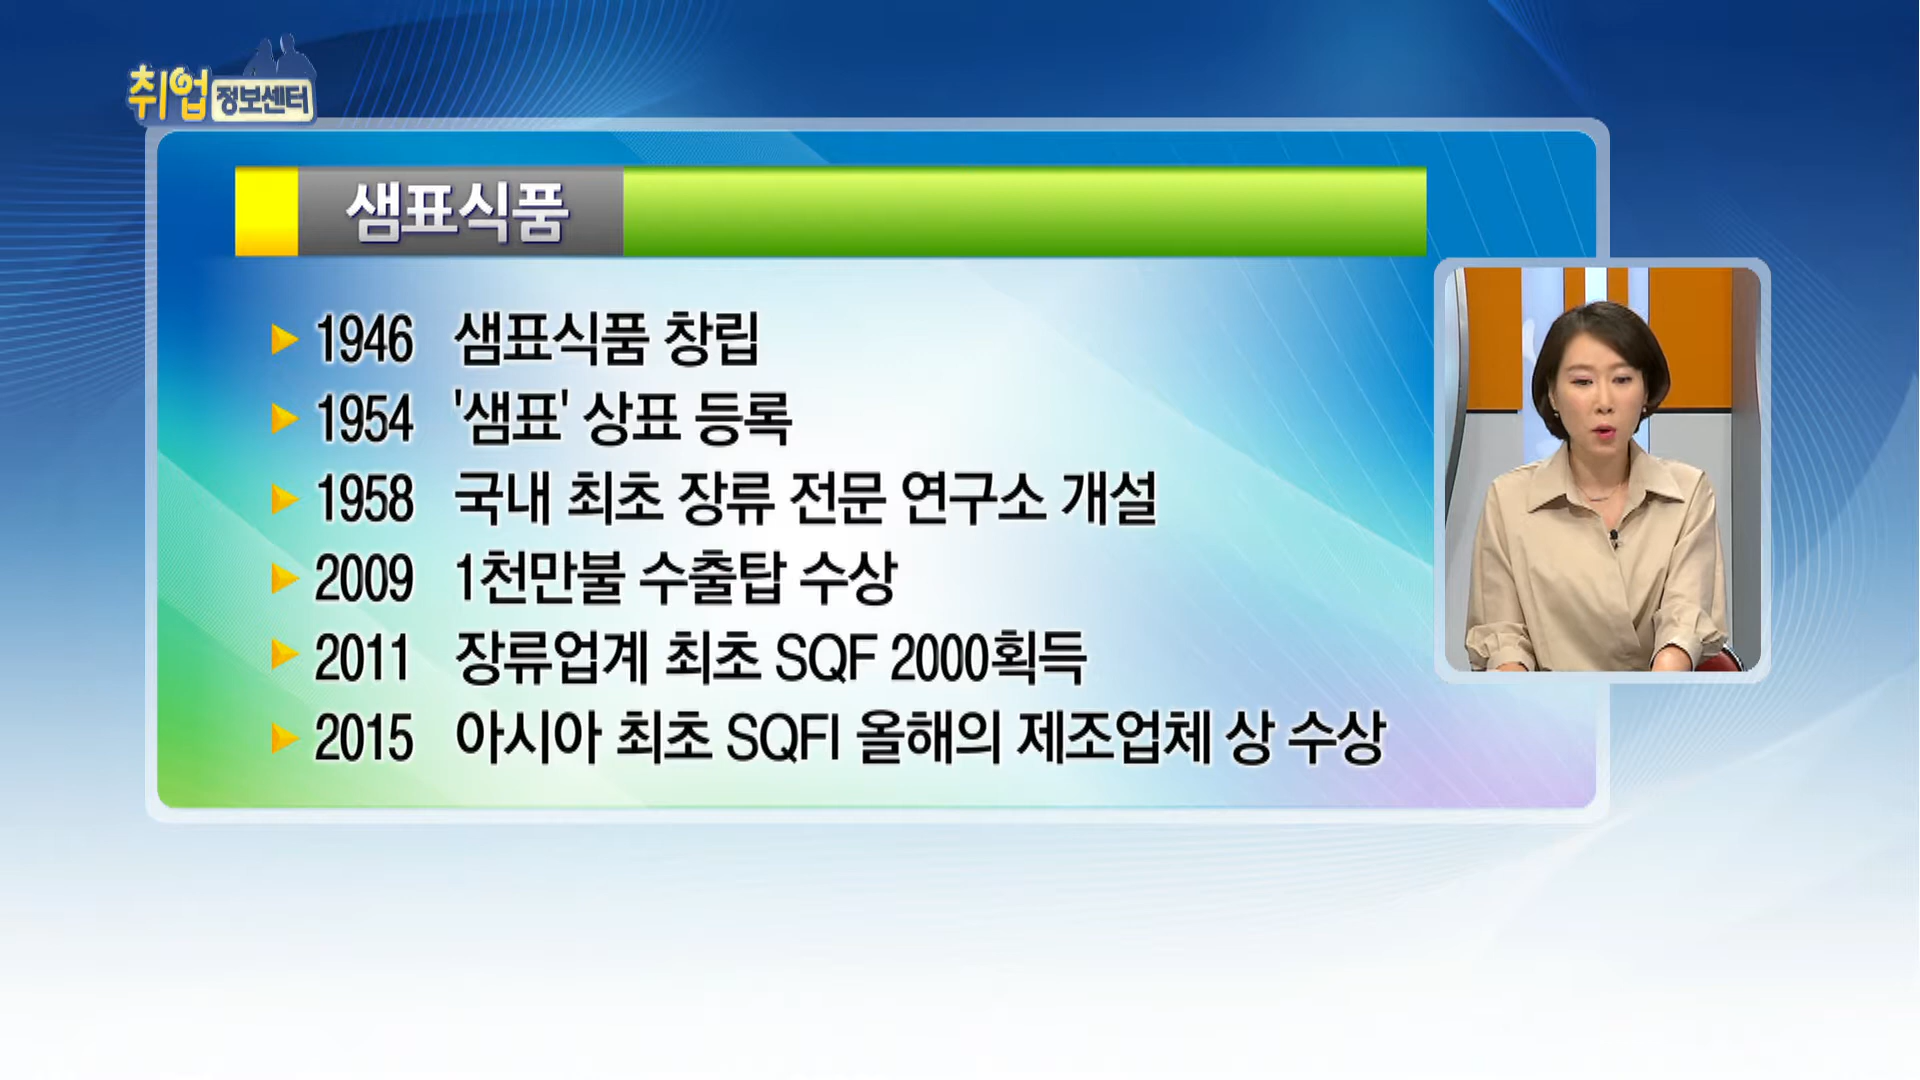 취업 정보센터
샘표식품
1946 샘표식품 창립
1954 '샘표' 상표 등록
1958 국내 최초 장류 전문 연구소 개설
2009 1천만불 수출탑 수상
2011 장류업계 최초 SQF 2000획득
2015 아시아 최초 SQFI 올해의 제조업체 상 수상